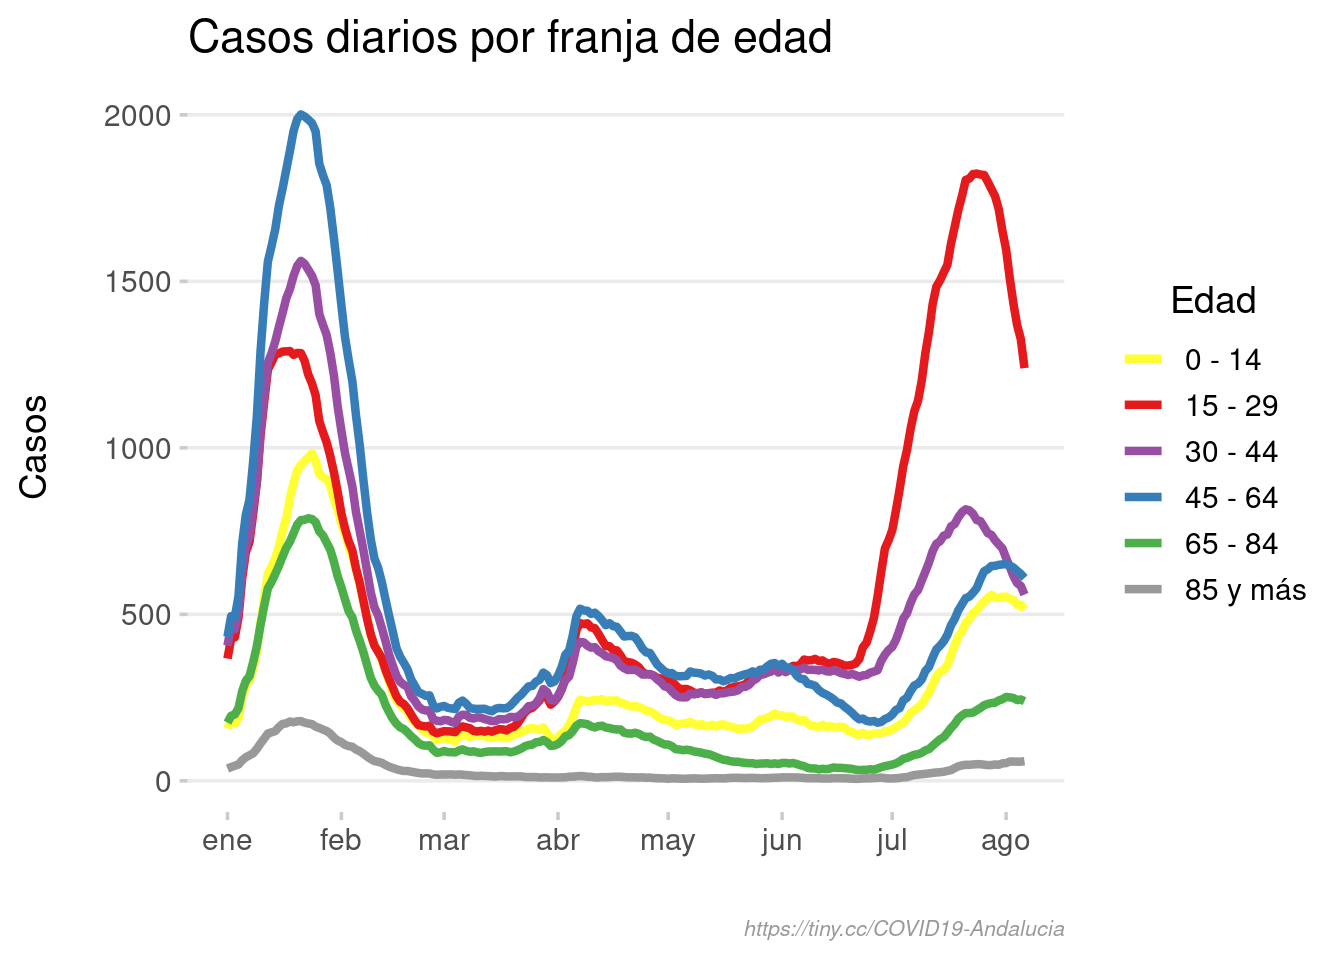 Casos diarios por franja de edad
Casos
2000
1500
1000
500
0
ene feb mar abr may jun jul ago
Edad
0 - 14
15 - 29
30 - 44
45 - 64
65 - 84
85 y más
https://tiny.cc/COVID19-Andalucia